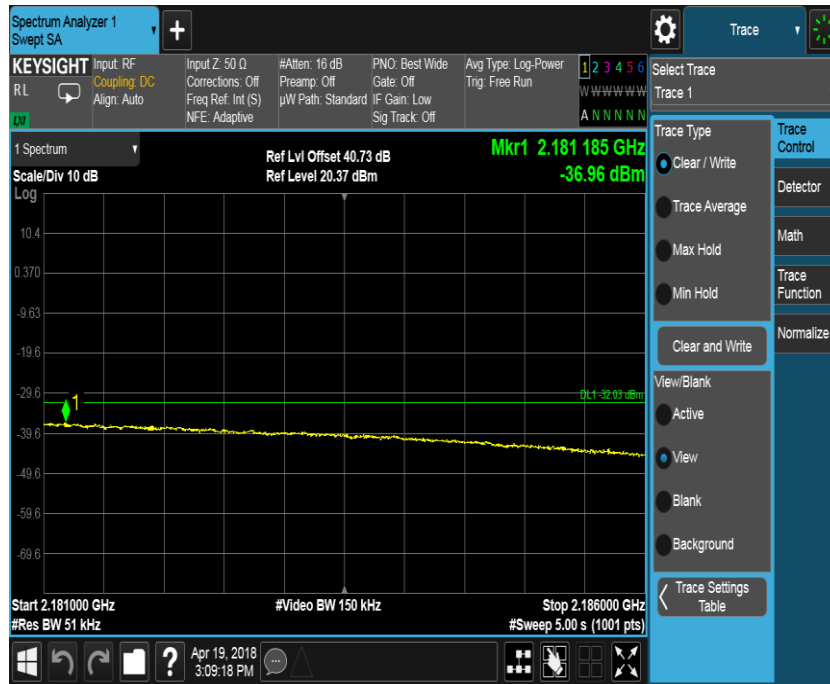 Spectrum Analyzer 1
Swept SA
+
Trace
KEYSIGHT
RL
LXI
Input: RF
Coupling: DC
Align: Auto
Input Z: 50 Ω
Corrections: Off
Freq Ref: Int (S)
NFE: Adaptive
#Atten: 16 dB
Preamp: Off
µW Path: Standard
PNO: Best Wide
Gate: Off
IF Gain: Low
Sig Track: Off
Avg Type: Log-Power
Trig: Free Run
1 2 3 4 5 6
W W W W W W
A N N N N N
Select Trace
Trace 1
1 Spectrum
Scale/Div 10 dB
Ref Lvl Offset 40.73 dB
Ref Level 20.37 dBm
Mkr1 2.181 185 GHz
-36.96 dBm
Log
10.4
0.370
-9.63
-19.6
-29.6
-39.6
-49.6
-59.6
-69.6
1
DL1 -32.03 dBm
Start 2.181000 GHz
#Res BW 51 kHz
#Video BW 150 kHz
Stop 2.186000 GHz
#Sweep 5.00 s (1001 pts)
Trace Type
Clear / Write
Trace Average
Max Hold
Min Hold
Clear and Write
View/Blank
Active
View
Blank
Background
Trace Settings
Table
Trace
Control
Detector
Math
Trace
Function
Normalize
?
Apr 19, 2018
3:09:18 PM